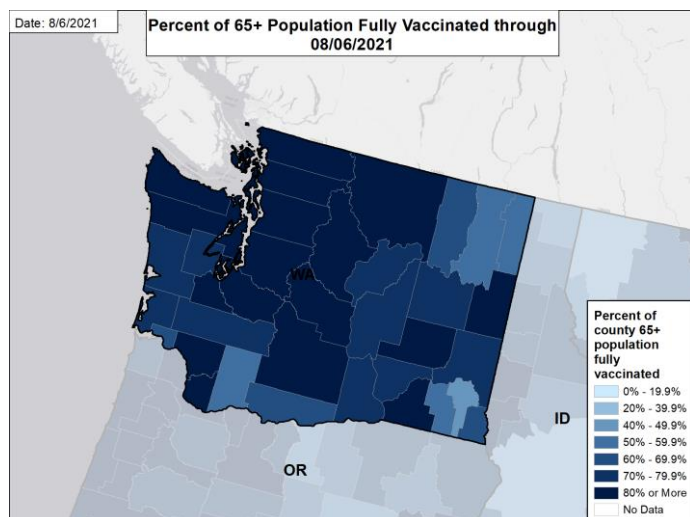 Date: 8/6/2021
Percent of 65+ Population Fully Vaccinated through
08/06/2021
WA
OR
ID
Percent of
county 65+
population
fully
vaccinated
0% - 19.9%
20% - 39.9%
40% - 49.9%
50% - 59.9%
60% - 69.9%
70% - 79.9%
80% or More
No Data